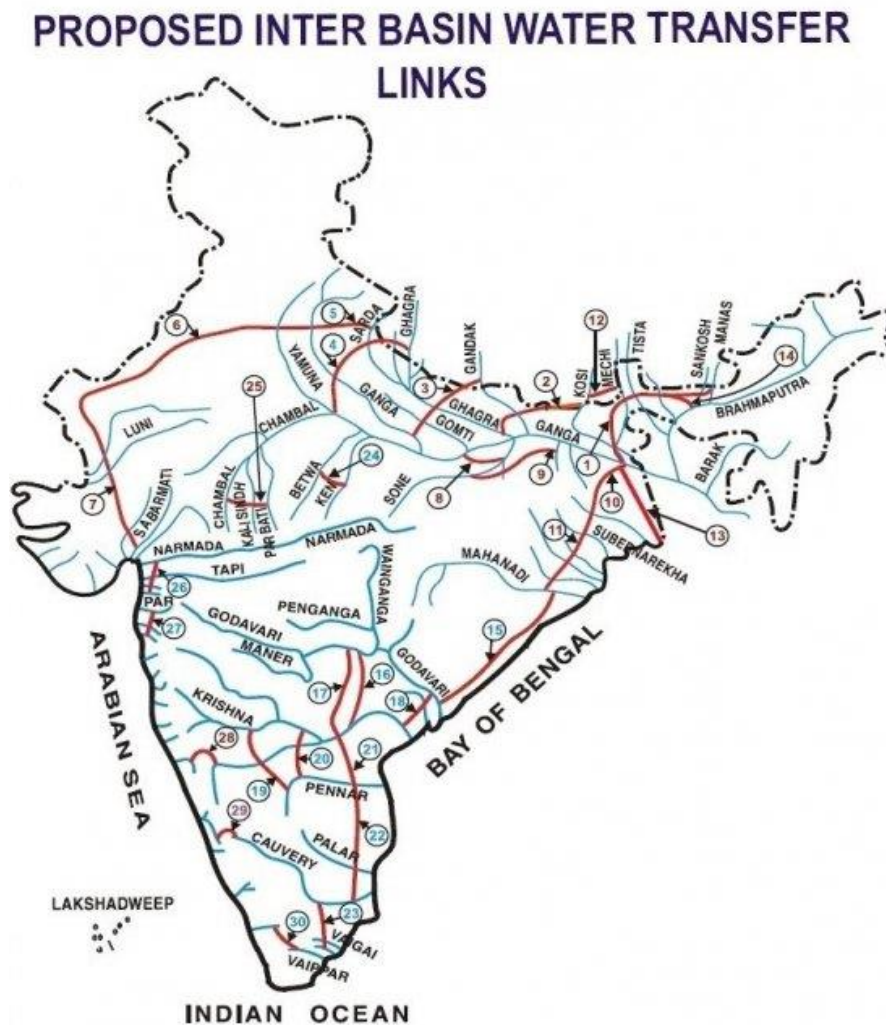 PROPOSED INTER BASIN WATER TRANSFER
LINKS
6
5
SARDA
GHAGRA
4
YAMUNA
GANDAK
12
KOSI
MECHI
TISTA
SANKOSH
MANAS
14
25
3
2
BRAHMAPUTRA
LUNI
CHAMBAL
GANGA
GHAGRA
GOMTI
GANGA
1
BARAK
7
SABARMATI
CHAMBAL
KALISINDH
PARBATI
BETWA
24
KEN
SONE
8
9
10
13
11
SUBERNAREKHA
NARMADA
NARMADA
MAHANADI
TAPI
26
PAR
WAINGANGA
27
GODAVARI
PENGANGA
MANER
15
GODAVARI
ARABIAN SEA
17
16
18
BAY OF BENGAL
KRISHNA
28
20
21
19
PENNAR
29
22
CAUVERY
PALAR
LAKSHADWEEP
30
23
VAIGAI
VAIPPAR
INDIAN OCEAN